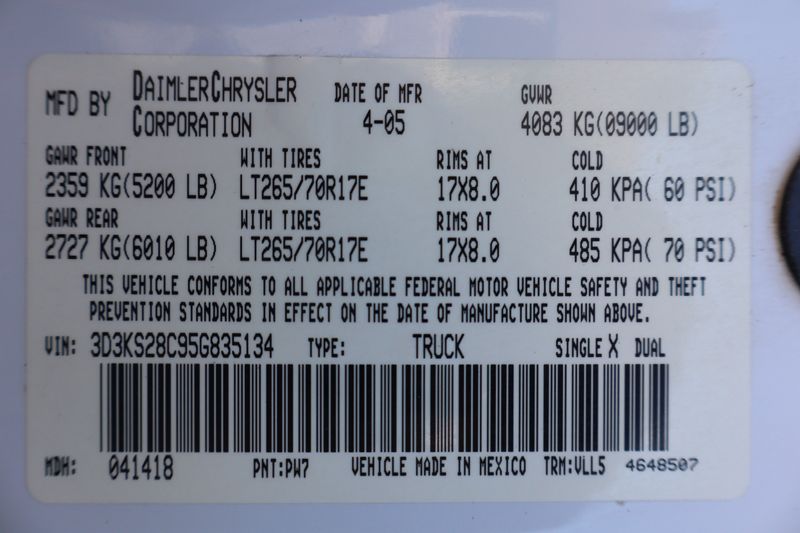 MFD BY DAIMLERCHRYSLER CORPORATION DATE OF MFR 4-05 GVWR 4083 KG(09000 LB)
GAWR FRONT WITH TIRES RIMS AT COLD
2359 KG(5200 LB) LT265/70R17E 17X8.0 410 KPA( 60 PSI)
GAWR REAR WITH TIRES RIMS AT COLD
2727 KG(6010 LB) LT265/70R17E 17X8.0 485 KPA( 70 PSI)
THIS VEHICLE CONFORMS TO ALL APPLICABLE FEDERAL MOTOR VEHICLE SAFETY AND THEFT
PREVENTION STANDARDS IN EFFECT ON THE DATE OF MANUFACTURE SHOWN ABOVE.
VIN: 3D3KS28C95G835134 TYPE: TRUCK SINGLE X DUAL
MDH: 041418 PNT:PW7 VEHICLE MADE IN MEXICO TRM:VLL5 4648507